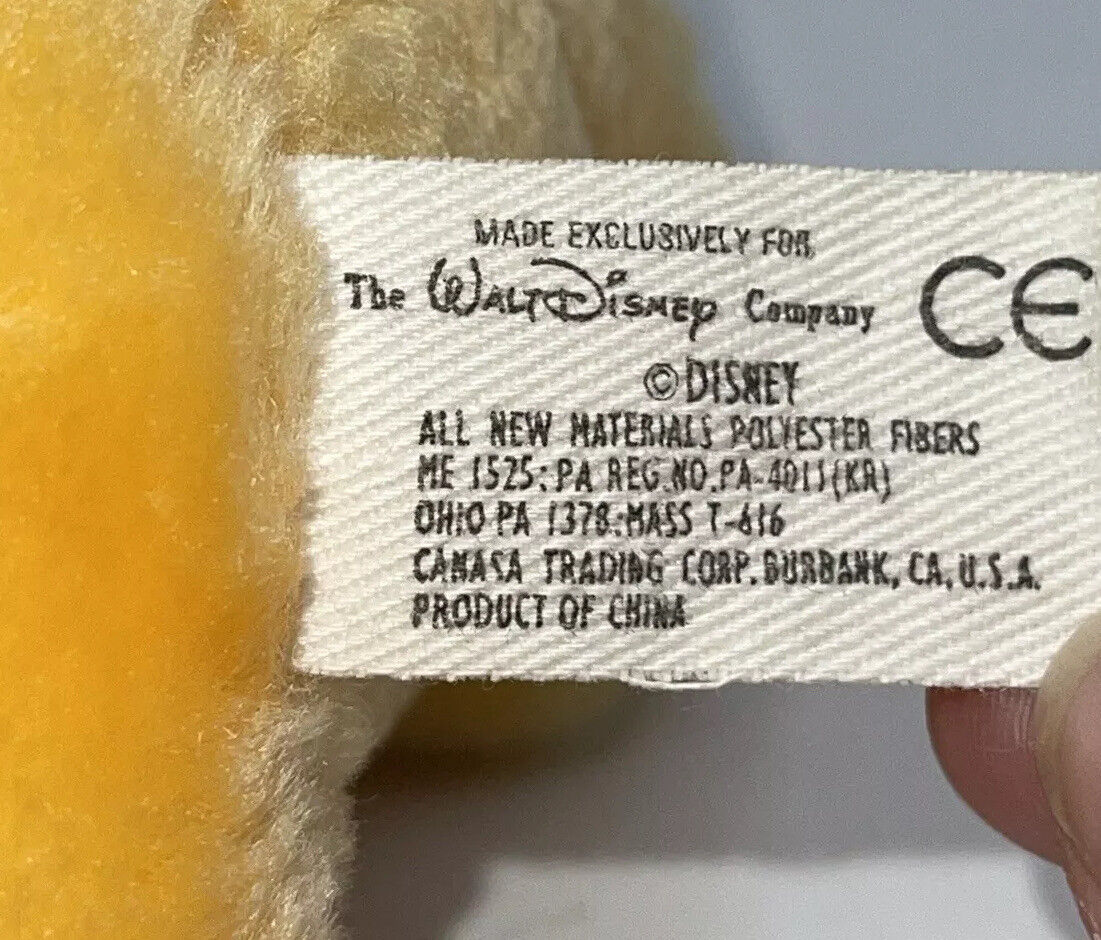 MADE EXCLUSIVELY FOR
The WALT DISNEY Company
CE
© DISNEY
ALL NEW MATERIALS POLYESTER FIBERS
ME 1525: PA REG.NO.PA-4011(KR)
OHIO PA 1378:MASS T-616
CANASA TRADING CORP. BURBANK, CA, U.S.A.
PRODUCT OF CHINA